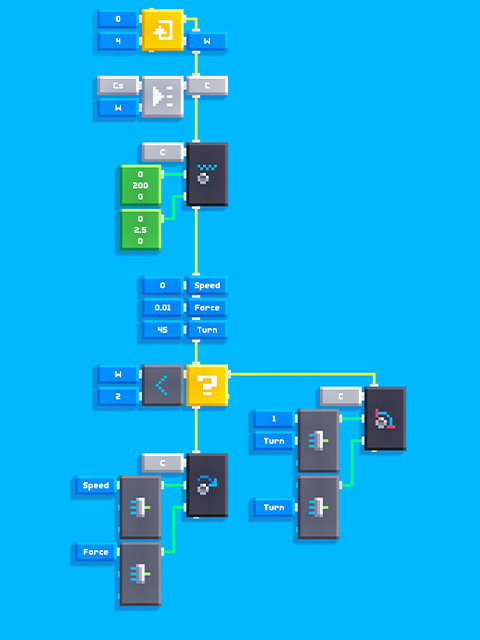 0
4 W
Cs C
W
C
0
200
0
0
2.5
0
0 Speed
0.01 Force
45 Turn
W
2
C
1
Turn
C
Speed
Turn
Force